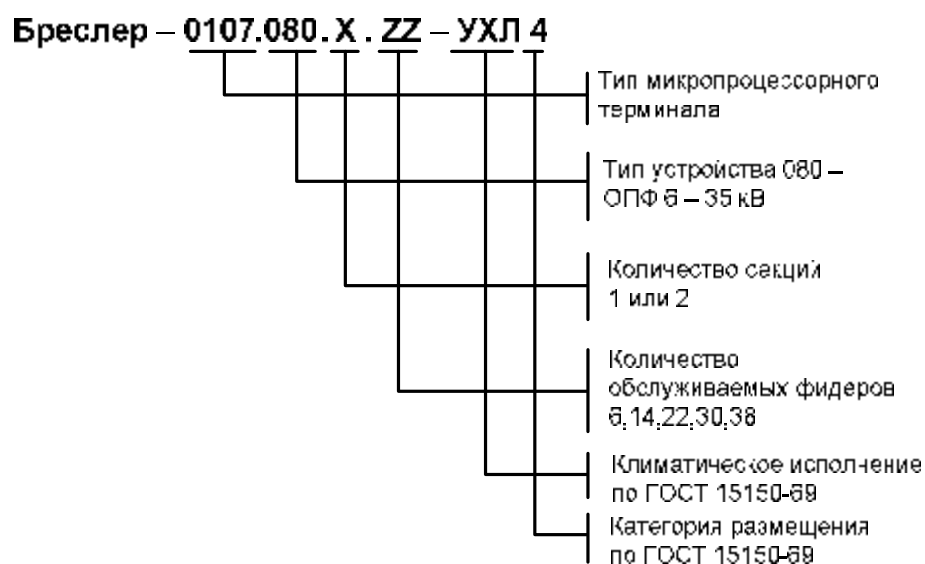 Бреслер – 0107.080.X.ZZ – УХЛ 4
Тип микропроцессорного
терминала
Тип устройства 080 –
ОПФ 6 – 35 кВ
Количество секций
1 или 2
Количество
обслуживаемых фидеров
6,14,22,30,38
Климатическое исполнение
по ГОСТ 15150-69
Категория размещения
по ГОСТ 15150-69